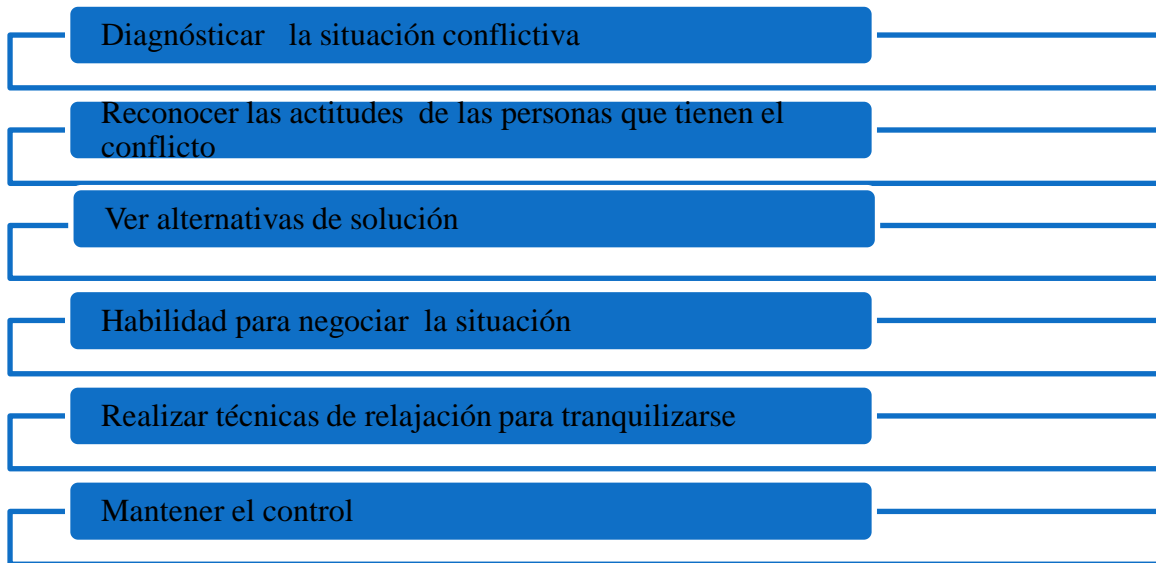 Diagnósticar la situación conflictiva
Reconocer las actitudes de las personas que tienen el
conflicto
Ver alternativas de solución
Habilidad para negociar la situación
Realizar técnicas de relajación para tranquilizarse
Mantener el control